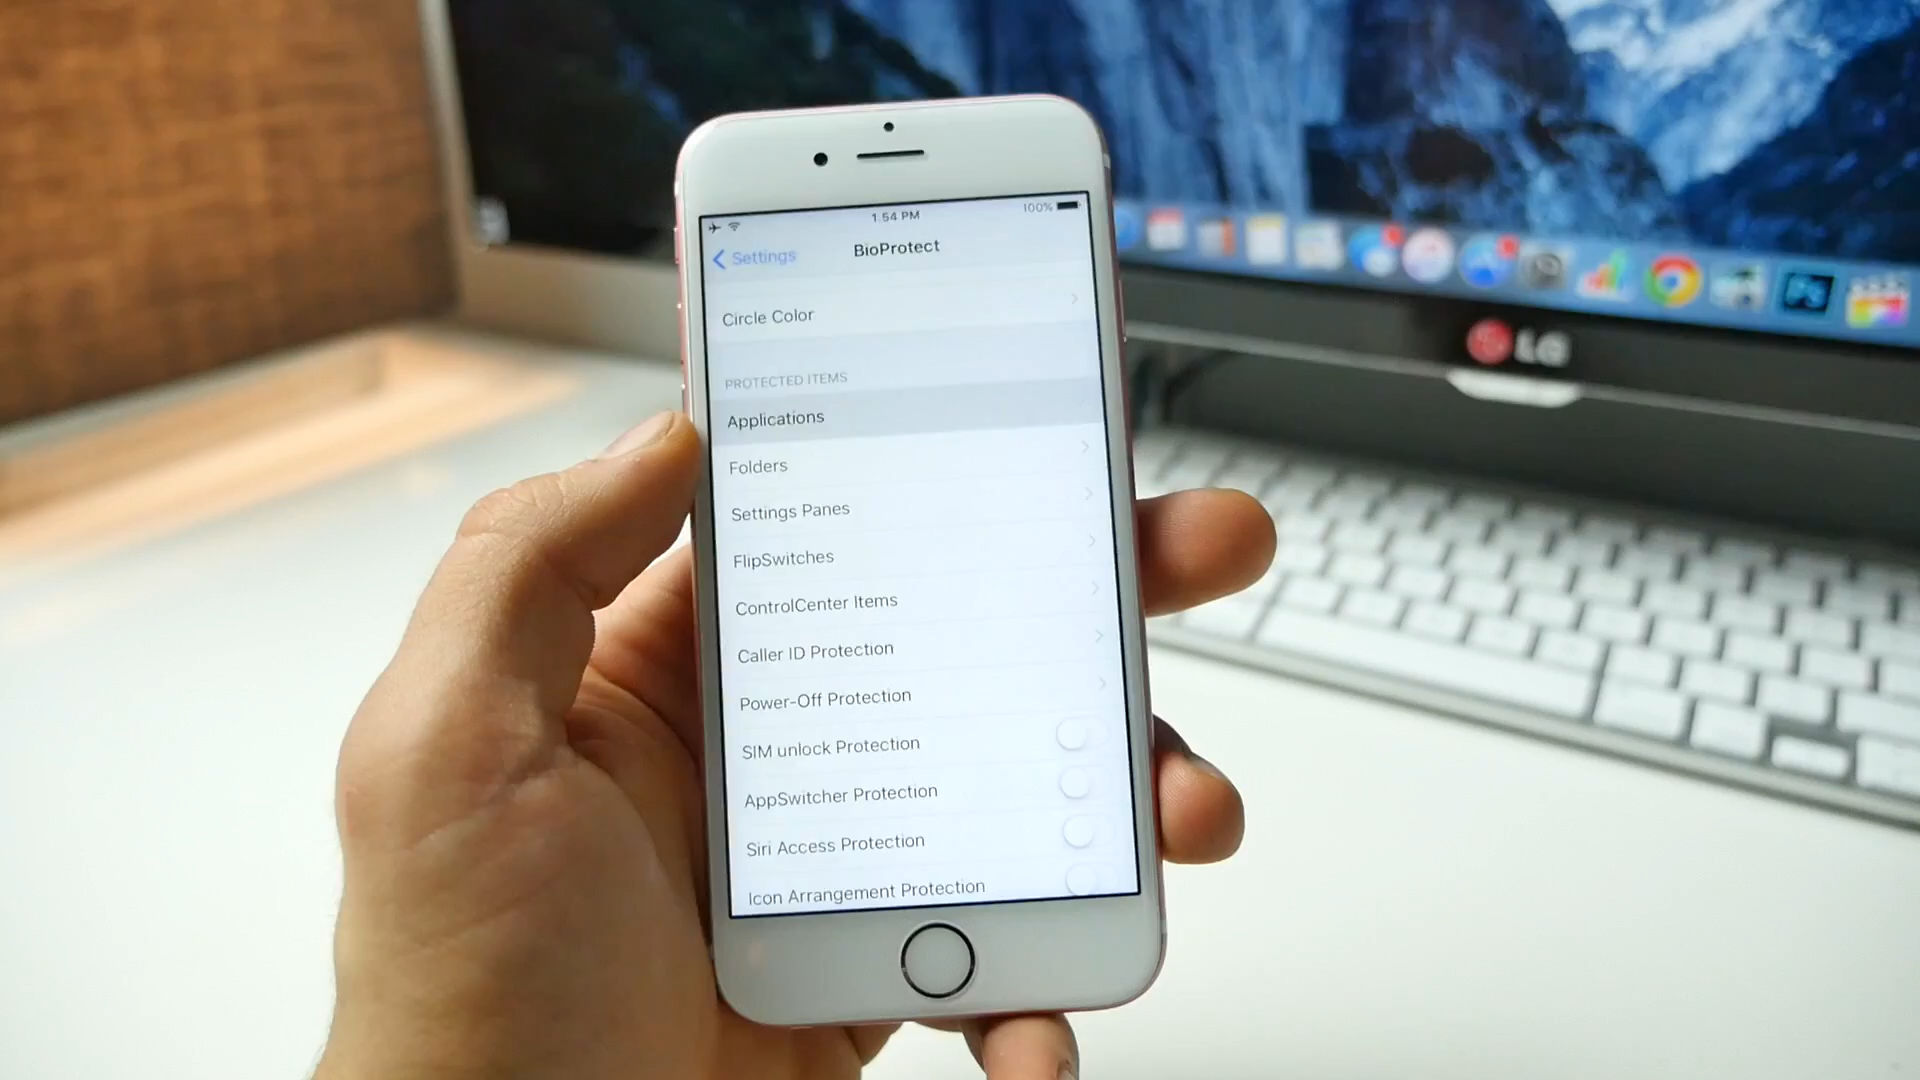 1:54 PM
100%
Settings
BioProtect
Circle Color
PROTECTED ITEMS
Applications
Folders
Settings Panes
FlipSwitches
ControlCenter Items
Caller ID Protection
Power-Off Protection
SIM unlock Protection
AppSwitcher Protection
Siri Access Protection
Icon Arrangement Protection
LG
Ps